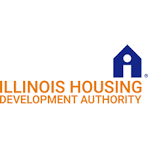 ILLINOIS HOUSING
DEVELOPMENT AUTHORITY
®